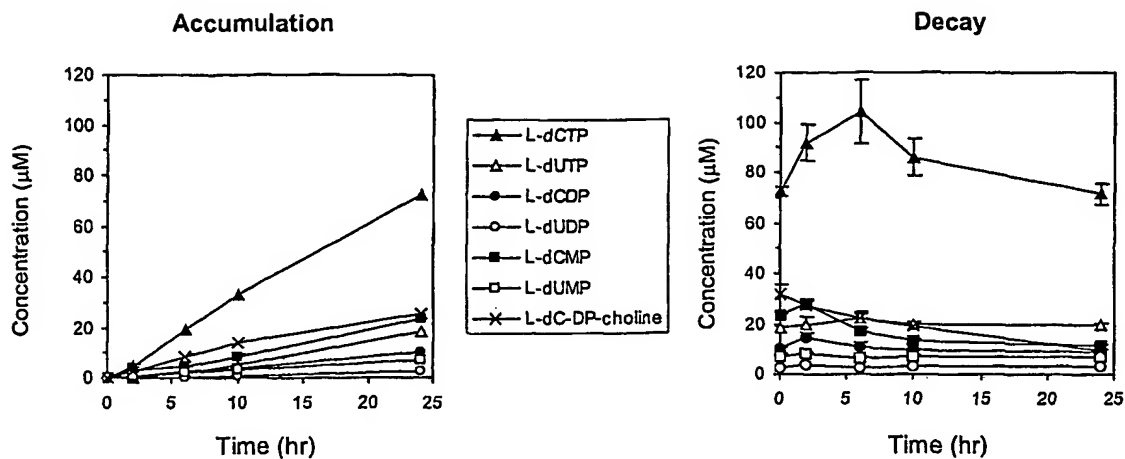 Accumulation
Concentration (μM)
120
100
80
60
40
20
0
0
5
10
15
20
25
Time (hr)
L-dCTP
L-dUTP
L-dCDP
L-dUDP
L-dCMP
L-dUMP
L-dC-DP-choline
Decay
Concentration (μM)
120
100
80
60
40
20
0
0
5
10
15
20
25
Time (hr)